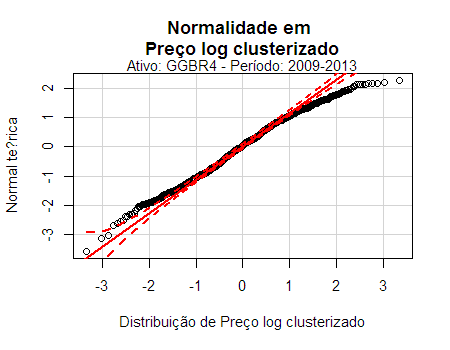 Normalidade em
Preço log clusterizado
Ativo: GGBR4 - Período: 2009-2013
2
1
0
-1
-2
-3
Normal te?rica
-3
-2
-1
0
1
2
3
Distribuição de Preço log clusterizado